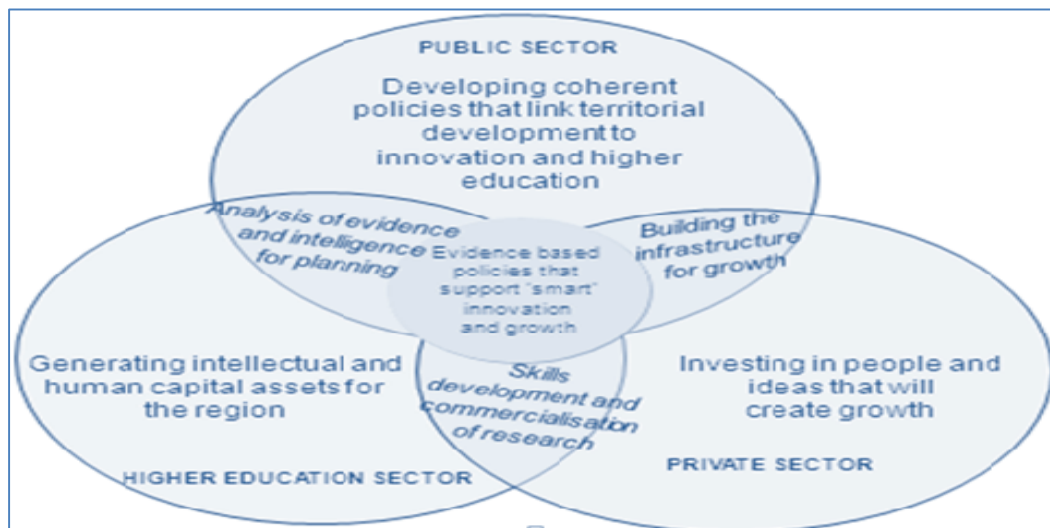 PUBLIC SECTOR
Developing coherent
policies that link territorial
development to
innovation and higher
education
Analysis of evidence
and intelligence
for planning
Building the
infrastructure
for growth
Evidence based
policies that
support "smart"
innovation
and growth
Generating intellectual and
human capital assets for
the region
Skills
development and
commercialisation
of research
Investing in people and
ideas that will
create growth
HIGHER EDUCATION SECTOR
PRIVATE SECTOR